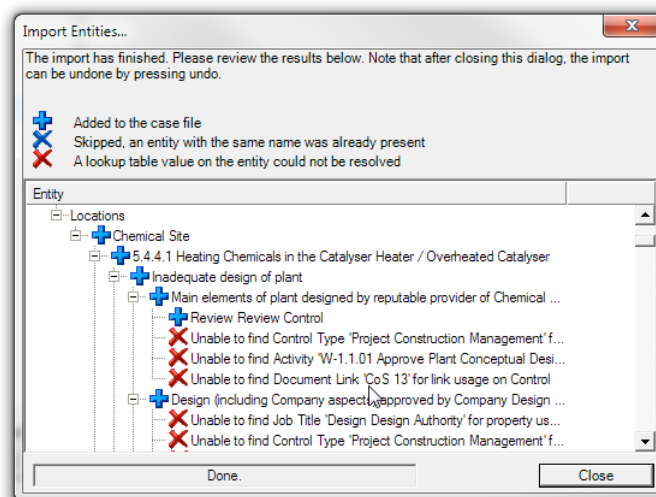 Import Entities...
The import has finished. Please review the results below. Note that after closing this dialog, the import
can be undone by pressing undo.
Added to the case file
Skipped, an entity with the same name was already present
A lookup table value on the entity could not be resolved
Entity
Locations
Chemical Site
5.4.4.1 Heating Chemicals in the Catalyser Heater / Overheated Catalyser
Inadequate design of plant
Main elements of plant designed by reputable provider of Chemical ...
Review Review Control
Unable to find Control Type 'Project Construction Management' f...
Unable to find Activity 'W-1.1.01 Approve Plant Conceptual Desi...
Unable to find Document Link 'CoS 13' for link usage on Control
Design (including Company aspects approved by Company Design ...
Unable to find Job Title 'Design Design Authority' for property us...
Unable to find Control Type 'Project Construction Management' f...
Done.
Close